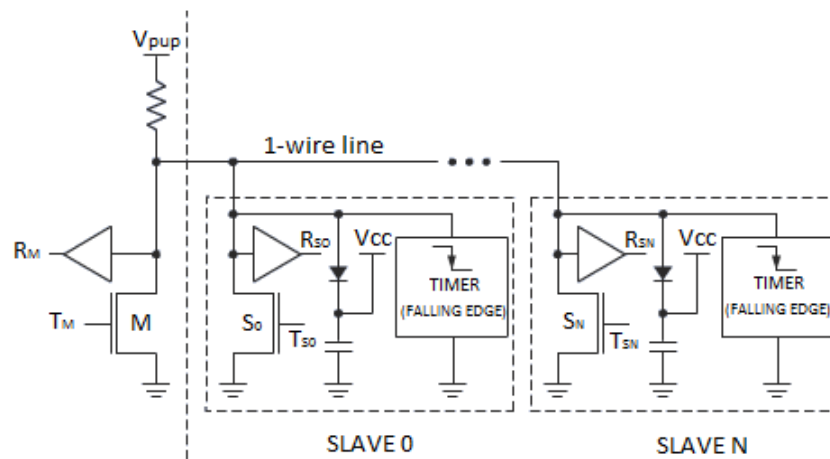 Vpup
1-wire line
RM
TM
M
RS0
Vcc
S0
TS0
TIMER
(FALLING EDGE)
RSN
Vcc
SN
TSN
TIMER
(FALLING EDGE)
SLAVE 0
SLAVE N